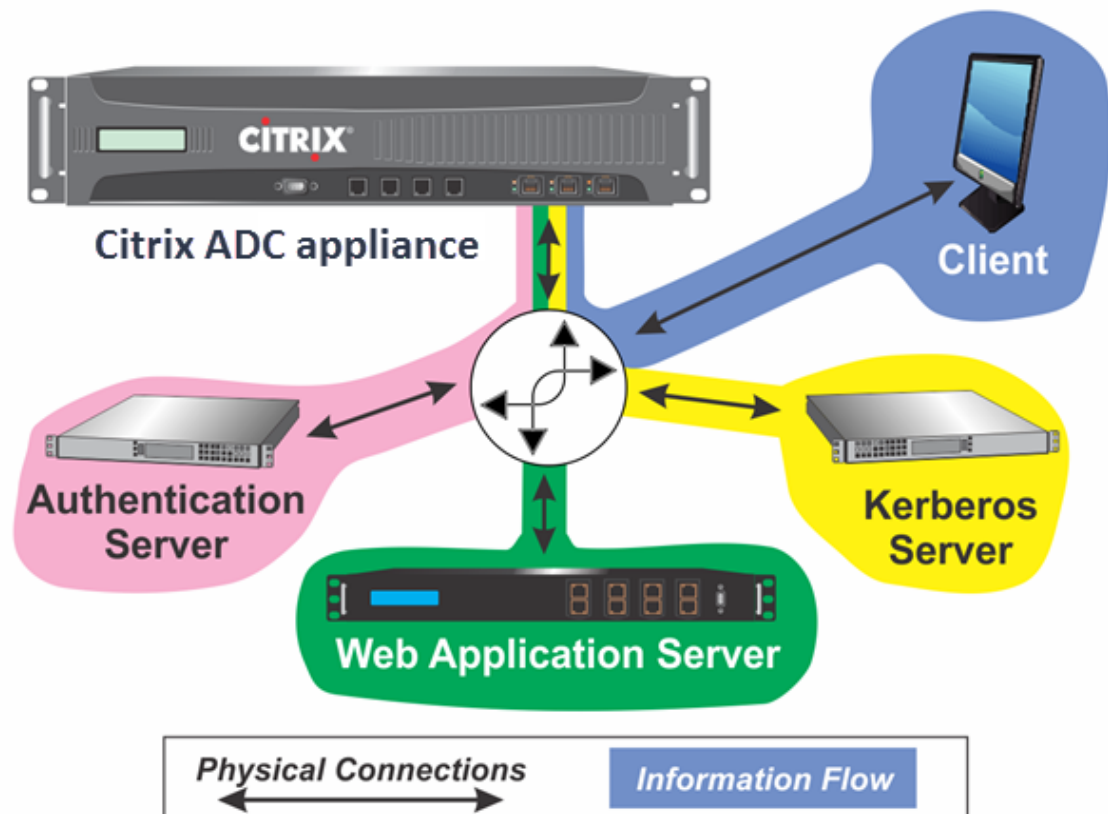 CITRIX®
Citrix ADC appliance
Client
Authentication
Server
Kerberos
Server
Web Application Server
Physical Connections
Information Flow